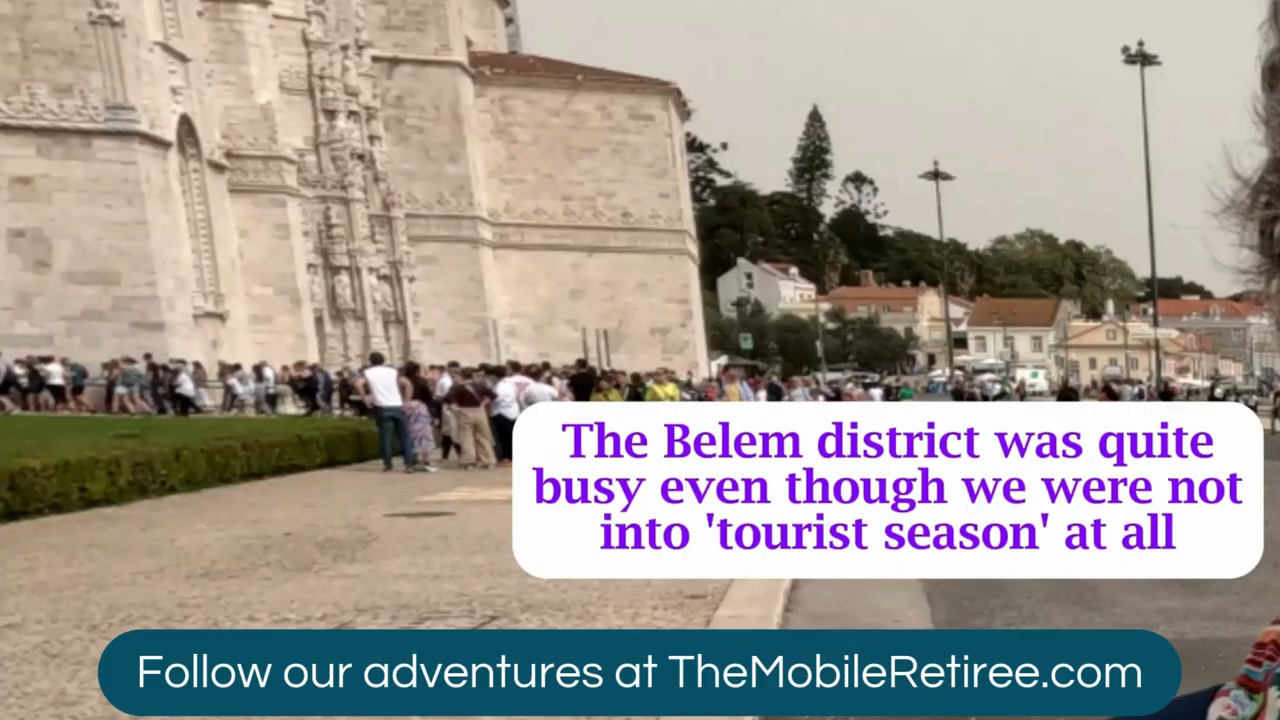 The Belem district was quite
busy even though we were not
into 'tourist season' at all
Follow our adventures at TheMobileRetiree.com